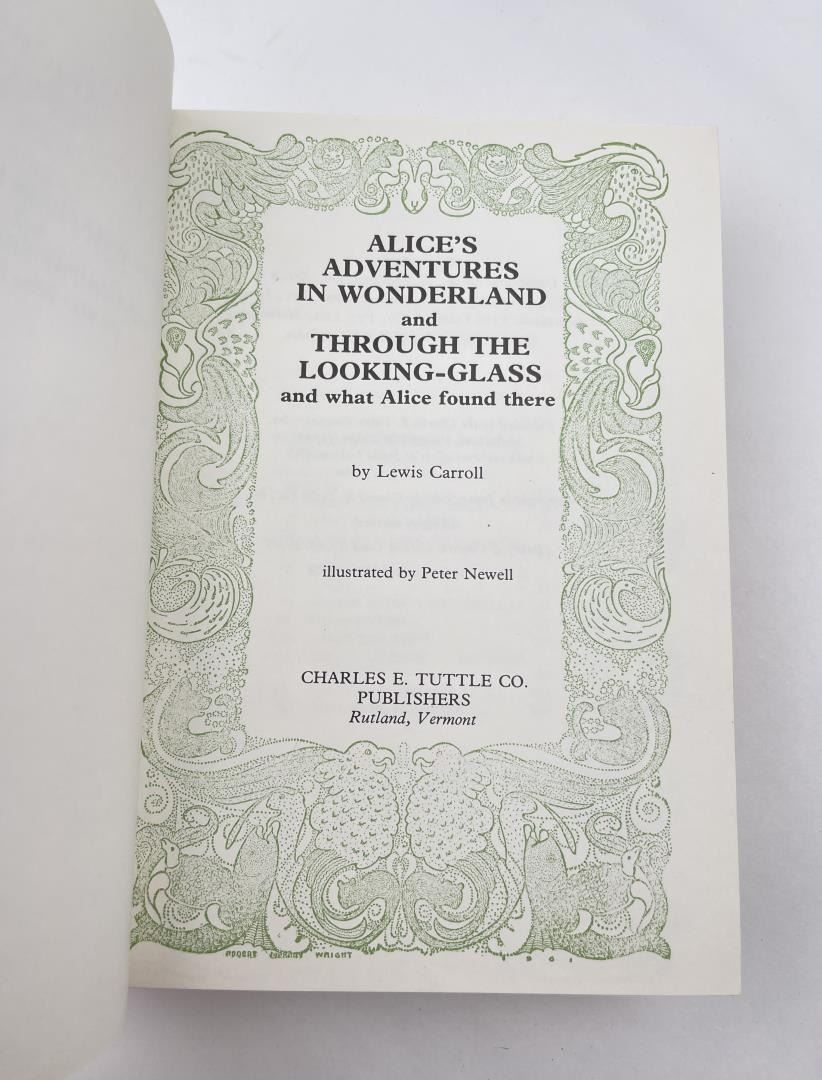 ALICE'S
ADVENTURES
IN WONDERLAND
and
THROUGH THE
LOOKING-GLASS
and what Alice found there
by Lewis Carroll
illustrated by Peter Newell
CHARLES E. TUTTLE CO.
PUBLISHERS
Rutland, Vermont
WRIGHT